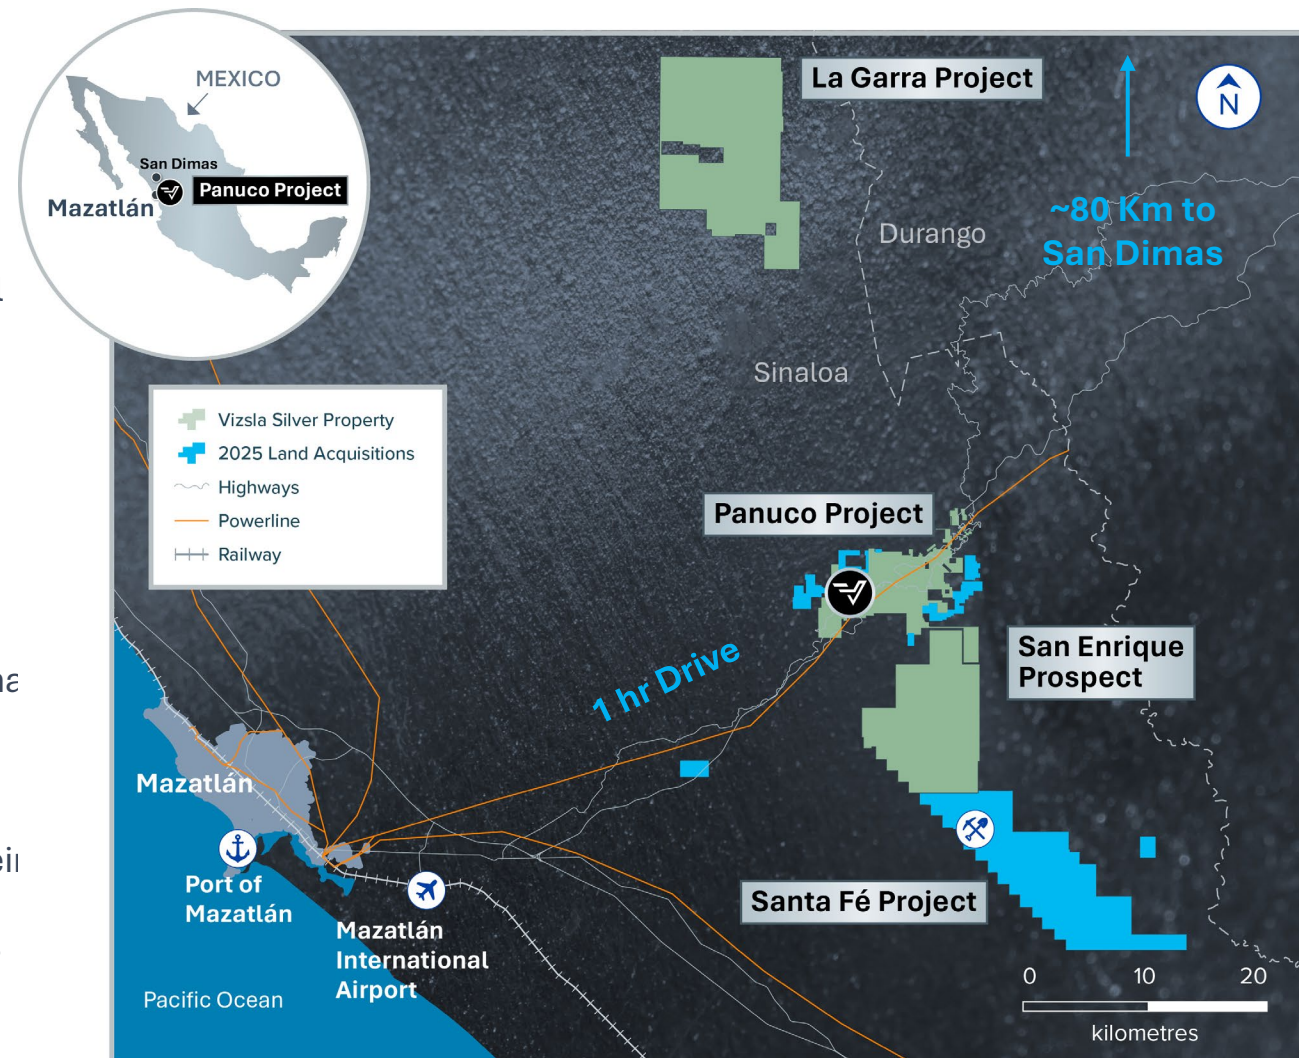 MEXICO
San Dimas
Panuco Project
Mazatlán
La Garra Project
N
~80 Km to
San Dimas
Durango
Sinaloa
Vizsla Silver Property
2025 Land Acquisitions
Highways
Powerline
Railway
Panuco Project
San Enrique
Prospect
1 hr Drive
Mazatlán
Port of
Mazatlán
Santa Fé Project
Mazatlán
International
Airport
Pacific Ocean
0 10 20
kilometres